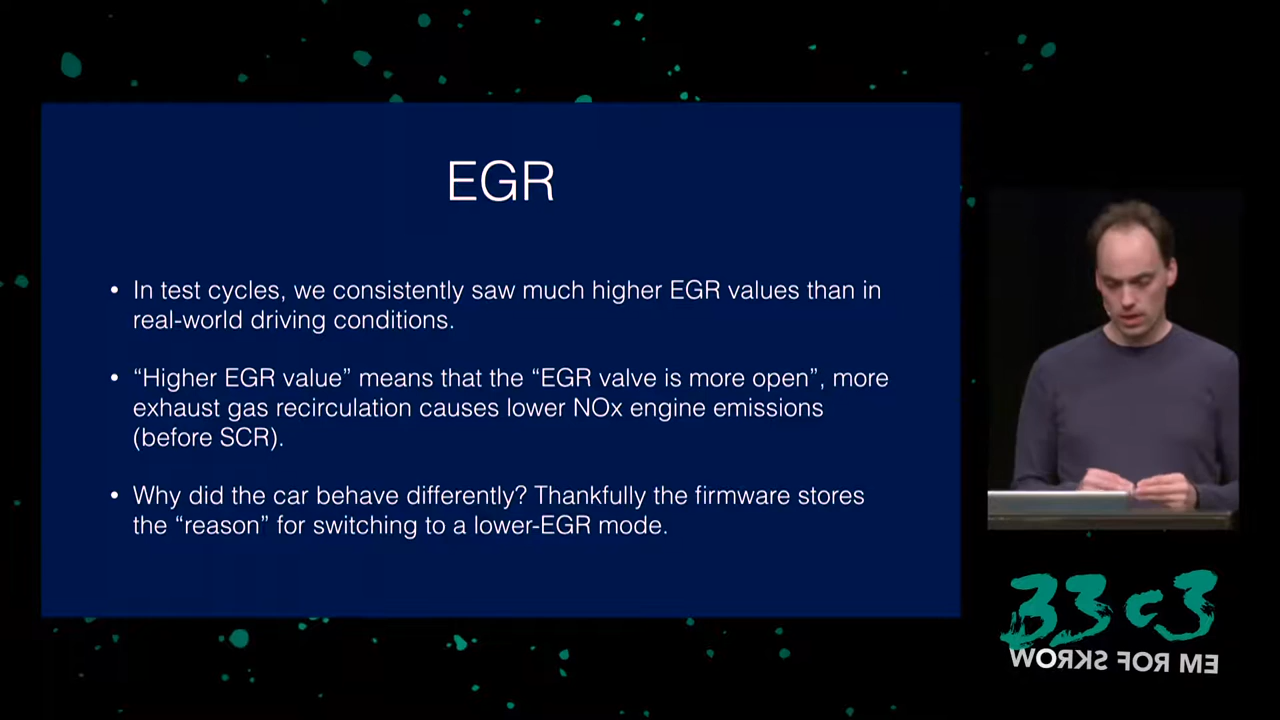 EGR
• In test cycles, we consistently saw much higher EGR values than in
real-world driving conditions.
• “Higher EGR value” means that the “EGR valve is more open”, more
exhaust gas recirculation causes lower NOx engine emissions
(before SCR).
• Why did the car behave differently? Thankfully the firmware stores
the “reason” for switching to a lower-EGR mode.
33c3
WORKS FOR ME